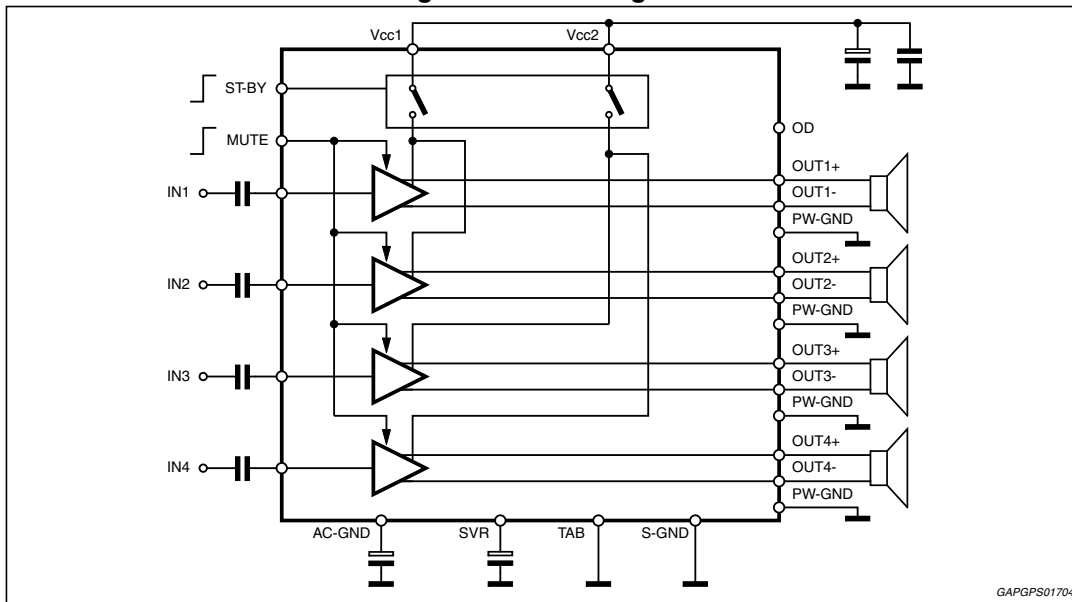 Vcc1
Vcc2
ST-BY
MUTE
OD
OUT1+
IN1
OUT1-
PW-GND
OUT2+
IN2
OUT2-
PW-GND
OUT3+
IN3
OUT3-
PW-GND
OUT4+
IN4
OUT4-
PW-GND
AC-GND
SVR
TAB
S-GND
GAPGPS01704